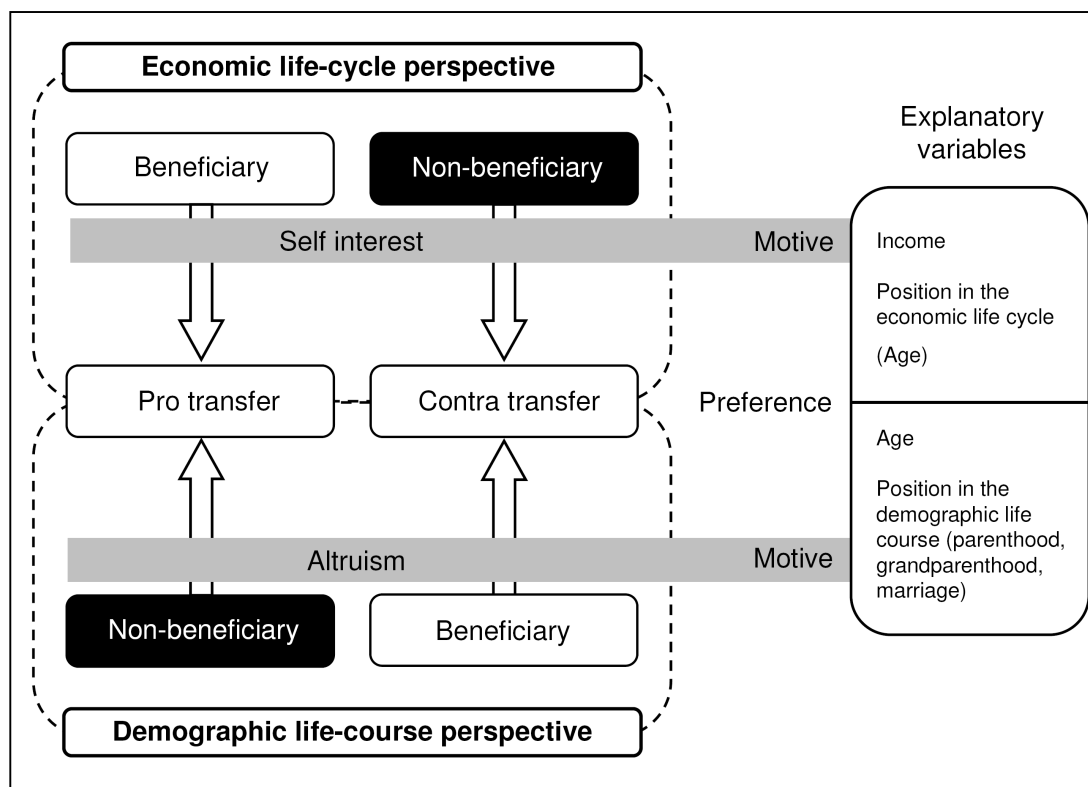 Economic life-cycle perspective
Beneficiary
Non-beneficiary
Self interest
Motive
Pro transfer
Contra transfer
Preference
Altruism
Motive
Non-beneficiary
Beneficiary
Demographic life-course perspective
Explanatory
variables
Income
Position in the
economic life cycle
(Age)
Age
Position in the
demographic life
course (parenthood,
grandparenthood,
marriage)